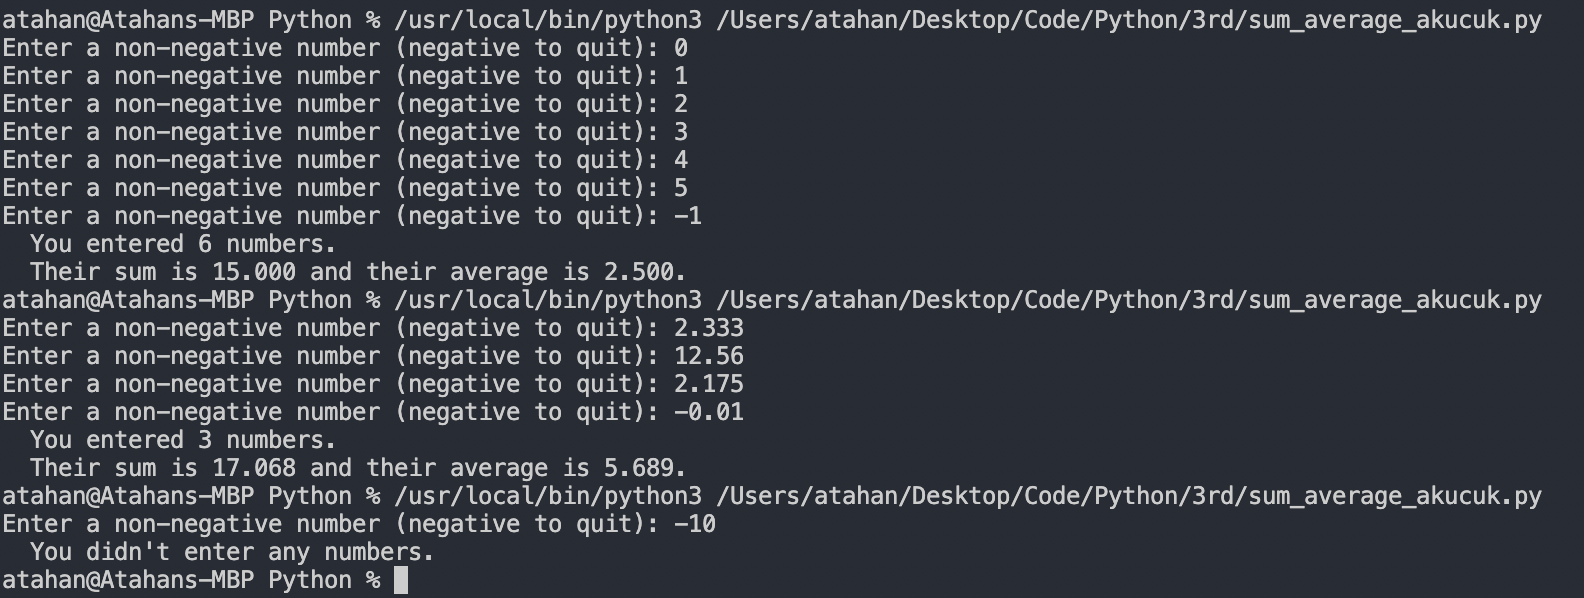 atahan@Atahans-MBP Python % /usr/local/bin/python3 /Users/atahan/Desktop/Code/Python/3rd/sum_average_akucuk.py
Enter a non-negative number (negative to quit): 0
Enter a non-negative number (negative to quit): 1
Enter a non-negative number (negative to quit): 2
Enter a non-negative number (negative to quit): 3
Enter a non-negative number (negative to quit): 4
Enter a non-negative number (negative to quit): 5
Enter a non-negative number (negative to quit): -1
  You entered 6 numbers.
  Their sum is 15.000 and their average is 2.500.
atahan@Atahans-MBP Python % /usr/local/bin/python3 /Users/atahan/Desktop/Code/Python/3rd/sum_average_akucuk.py
Enter a non-negative number (negative to quit): 2.333
Enter a non-negative number (negative to quit): 12.56
Enter a non-negative number (negative to quit): 2.175
Enter a non-negative number (negative to quit): -0.01
  You entered 3 numbers.
  Their sum is 17.068 and their average is 5.689.
atahan@Atahans-MBP Python % /usr/local/bin/python3 /Users/atahan/Desktop/Code/Python/3rd/sum_average_akucuk.py
Enter a non-negative number (negative to quit): -10
  You didn't enter any numbers.
atahan@Atahans-MBP Python %